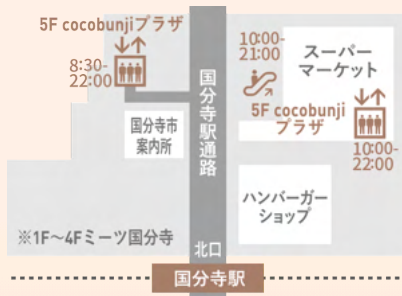 5F cocobunjiプラザ
8:30-
22:00
国分寺市
案内所
※1F～4Fミーツ国分寺
国分寺駅通路
北口
10:00-
21:00
スーパー
マーケット
5F cocobunji
プラザ
10:00-
22:00
ハンバーガー
ショップ
国分寺駅